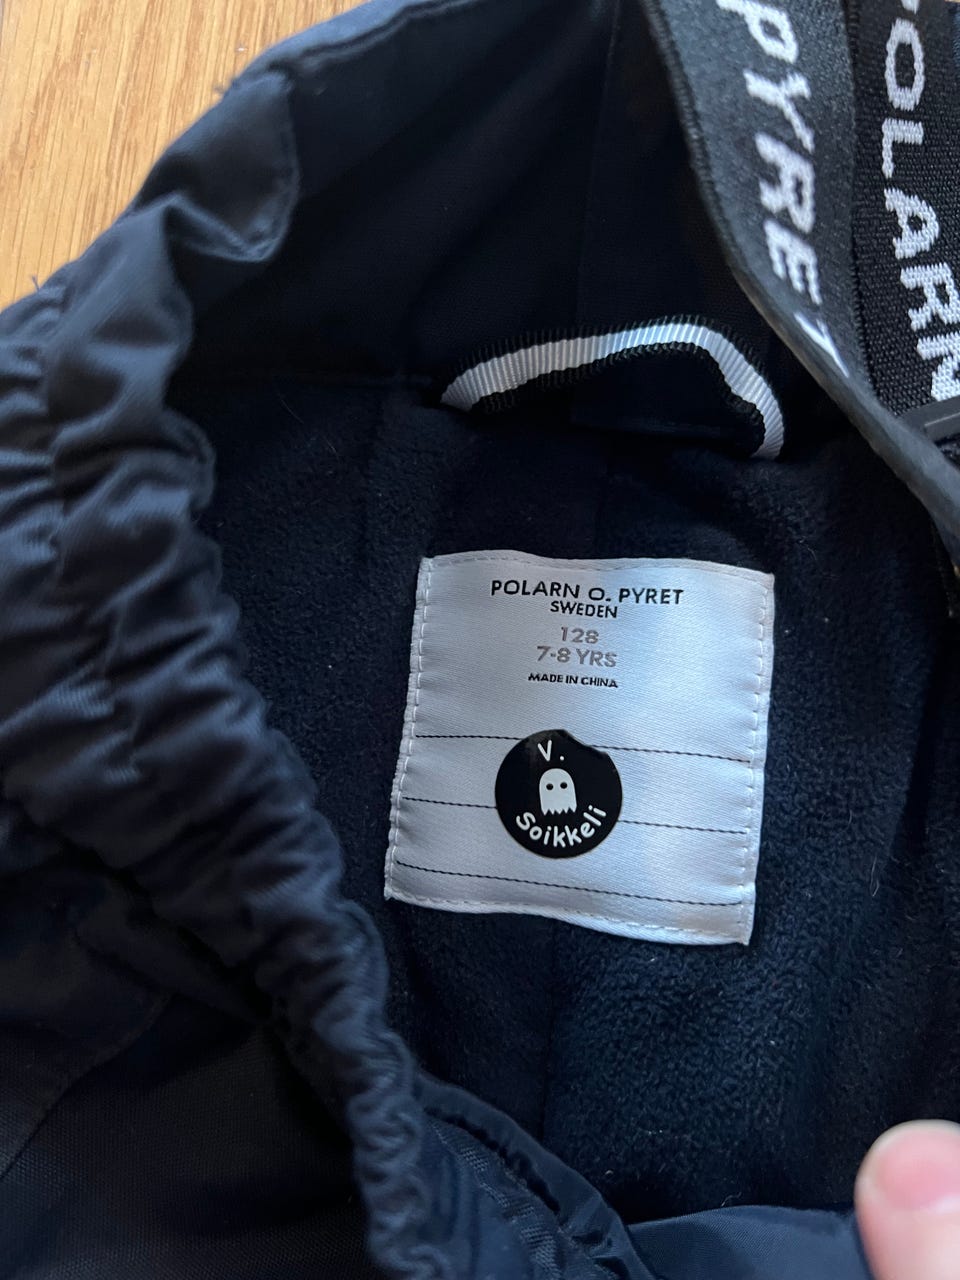 PYRET
POLARN
POLARN O. PYRET
SWEDEN
128
7-8 YRS
MADE IN CHINA
V.
Soikkeli